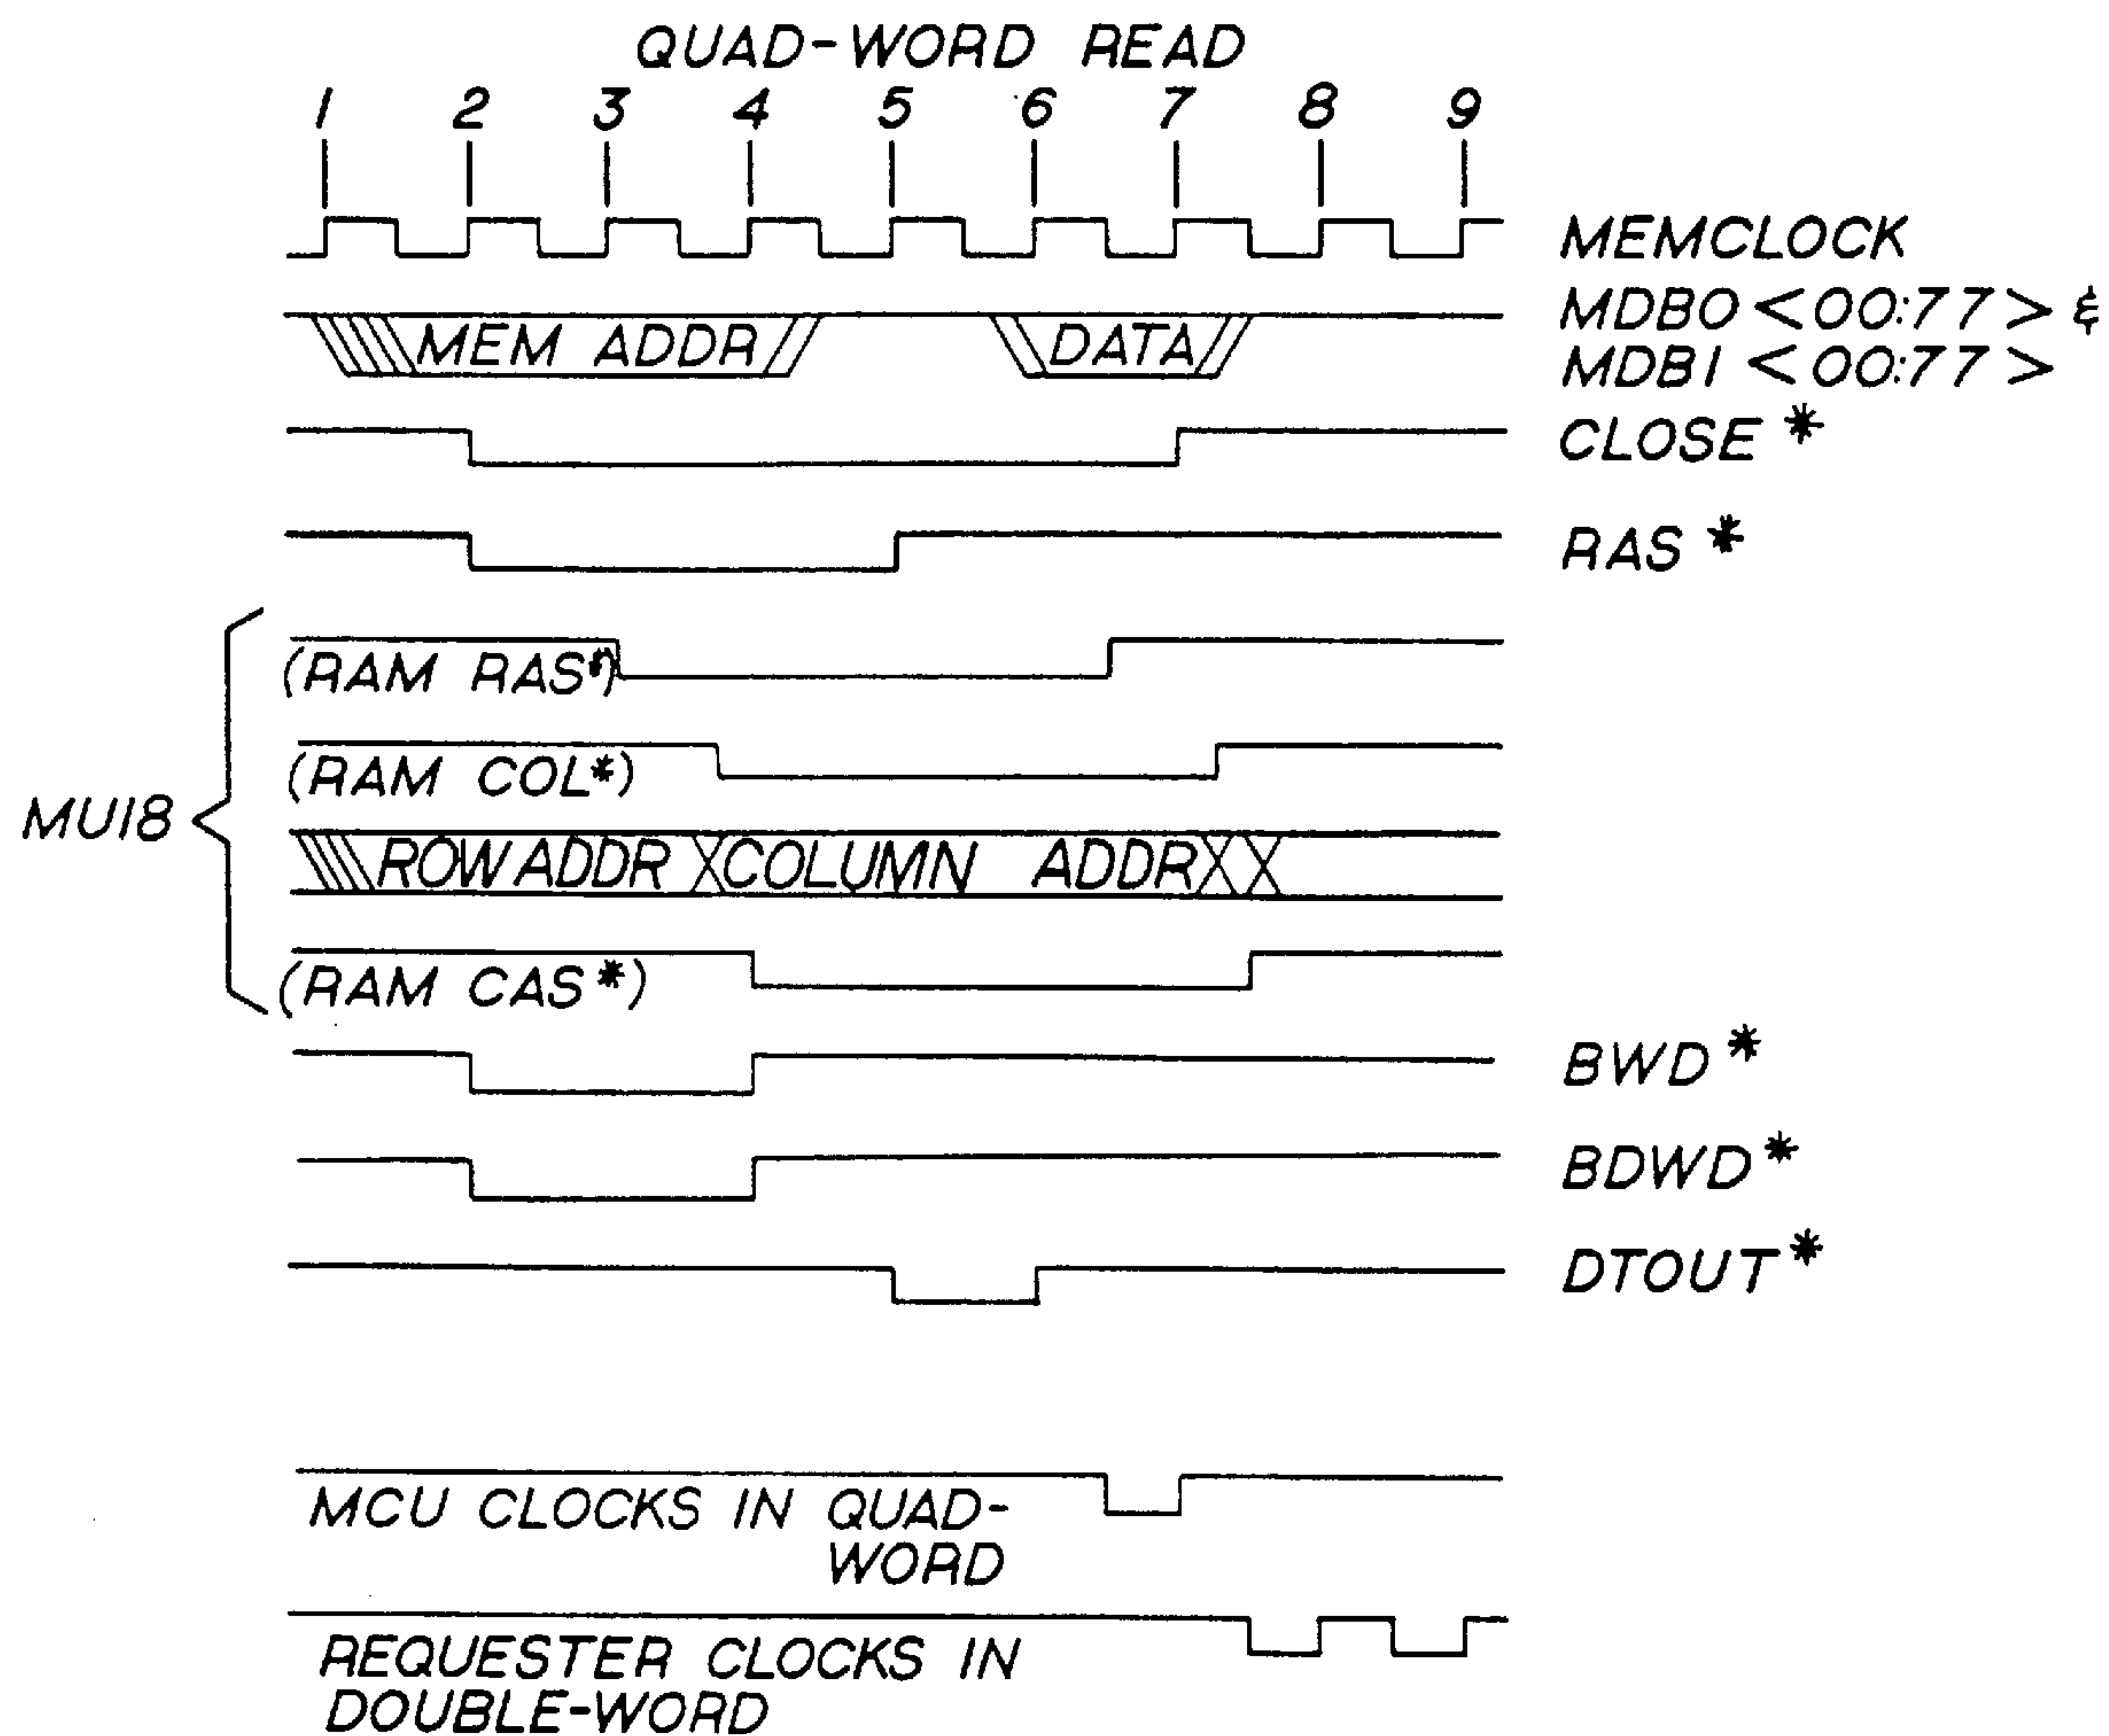 QUAD-WORD READ
1 2 3 4 5 6 7 8 9
MEMCLOCK
MDBO <00:77> &
MDBI <00:77>
MEM ADDR DATA
CLOSE*
RAS*
(RAM RAS*)
(RAM COL*)
MU18
ROW ADDR COLUMN ADDR
(RAM CAS*)
BWD*
BDWD*
DTOUT*
MCU CLOCKS IN QUAD-
WORD
REQUESTER CLOCKS IN
DOUBLE-WORD